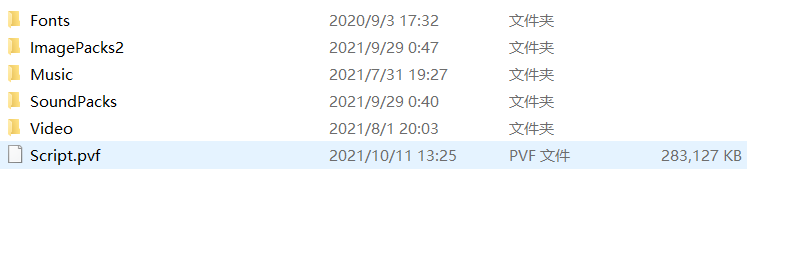 Fonts 2020/9/3 17:32 文件夹
ImagePacks2 2021/9/29 0:47 文件夹
Music 2021/7/31 19:27 文件夹
SoundPacks 2021/9/29 0:40 文件夹
Video 2021/8/1 20:03 文件夹
Script.pvf 2021/10/11 13:25 PVF 文件 283,127 KB